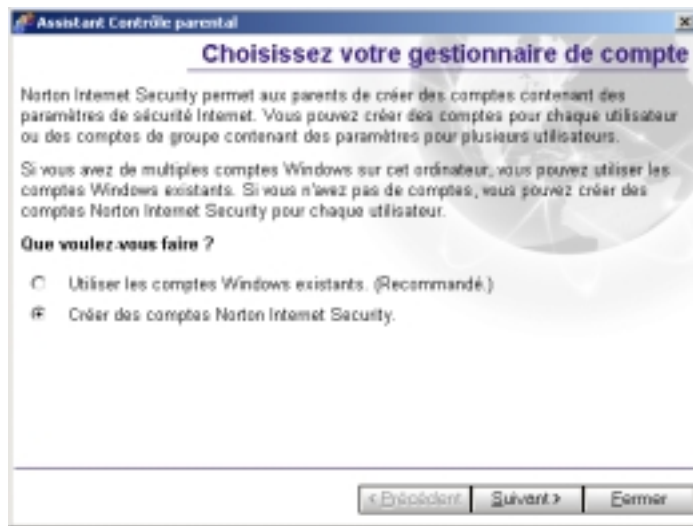 Assistant Contrôle parental
Choisissez votre gestionnaire de compte
Norton Internet Security permet aux parents de créer des comptes contenant des
paramètres de sécurité Internet. Vous pouvez créer des comptes pour chaque utilisateur
ou des comptes de groupe contenant des paramètres pour plusieurs utilisateurs.
Si vous avez de multiples comptes Windows sur cet ordinateur, vous pouvez utiliser les
comptes Windows existants. Si vous n'avez pas de comptes, vous pouvez créer des
comptes Norton Internet Security pour chaque utilisateur.
Que voulez-vous faire ?
Utiliser les comptes Windows existants. (Recommandé.)
Créer des comptes Norton Internet Security.
< Précédent Suivant > Fermer